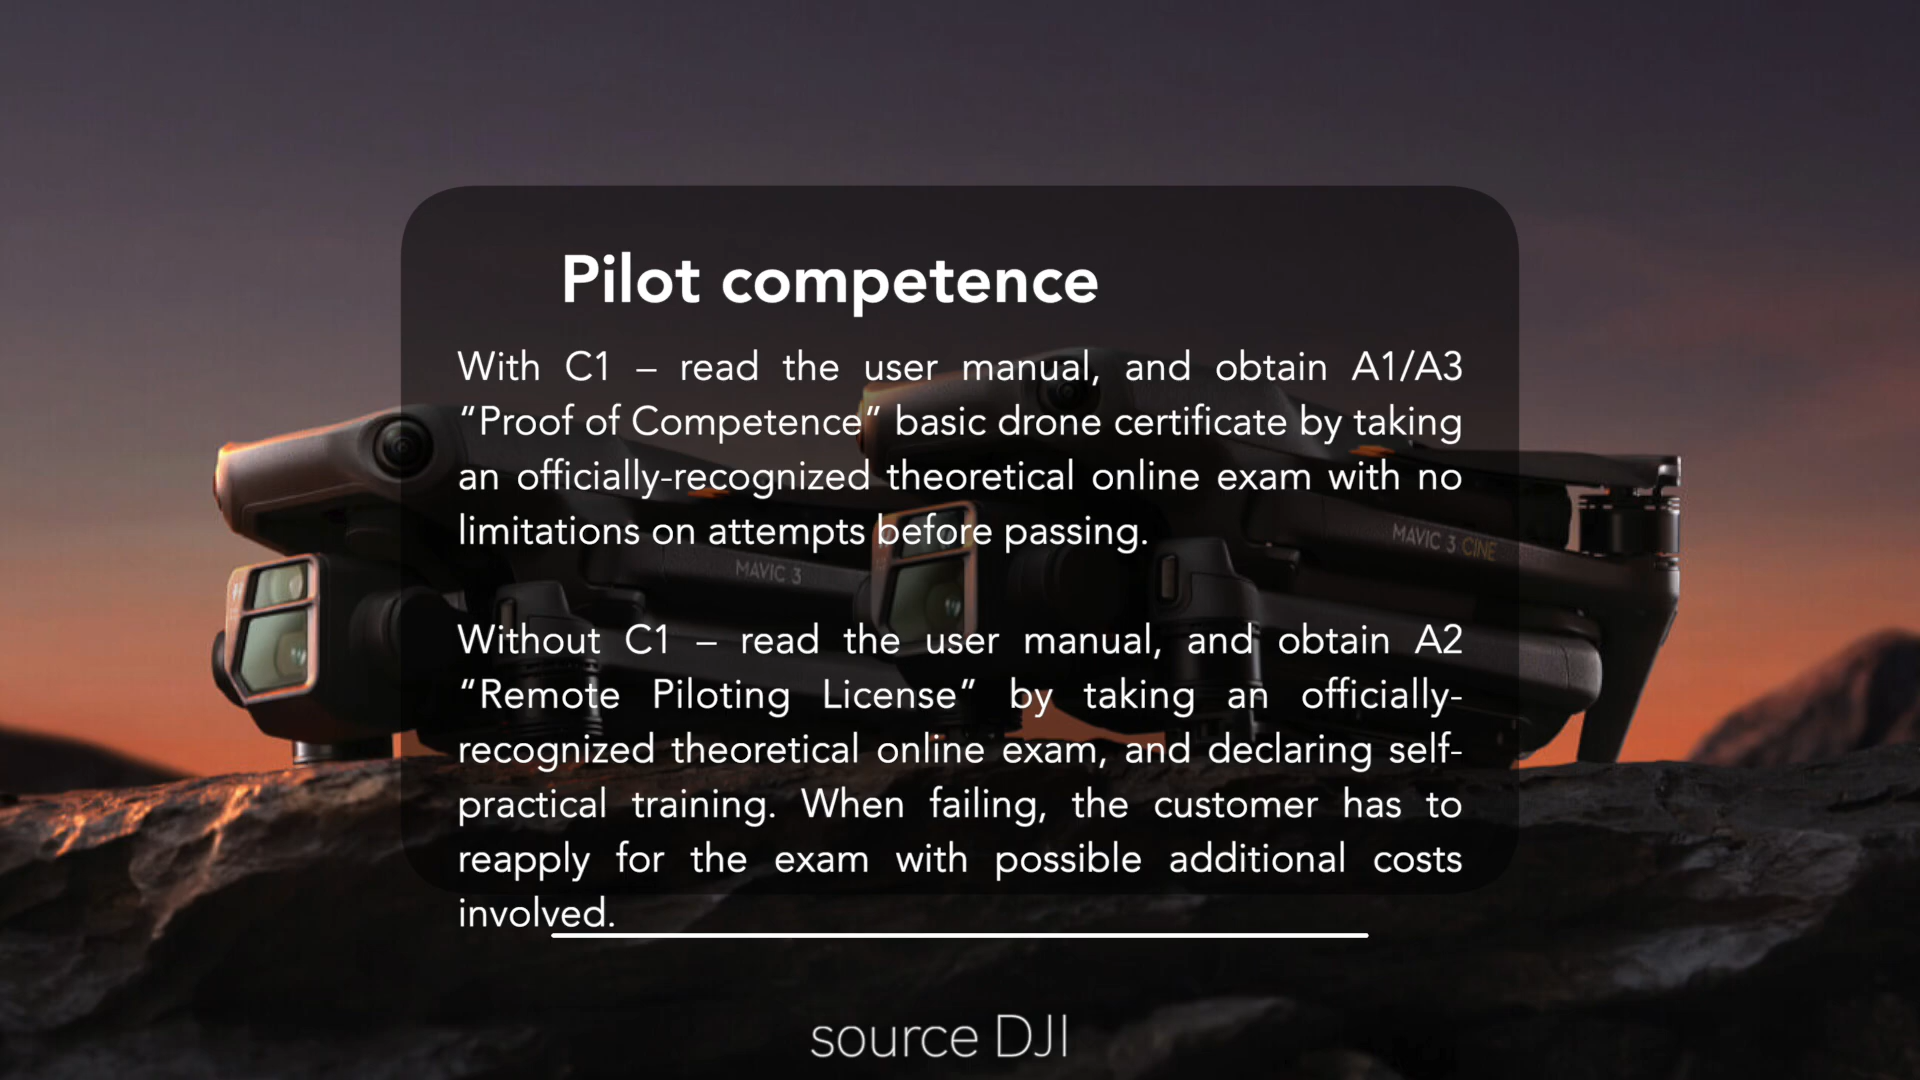 Pilot competence
With C1 – read the user manual, and obtain A1/A3
“Proof of Competence” basic drone certificate by taking
an officially-recognized theoretical online exam with no
limitations on attempts before passing.
MAVIC 3 CINE
MAVIC 3
Without C1 – read the user manual, and obtain A2
“Remote Piloting License” by taking an officially-
recognized theoretical online exam, and declaring self-
practical training. When failing, the customer has to
reapply for the exam with possible additional costs
involved.
source DJI